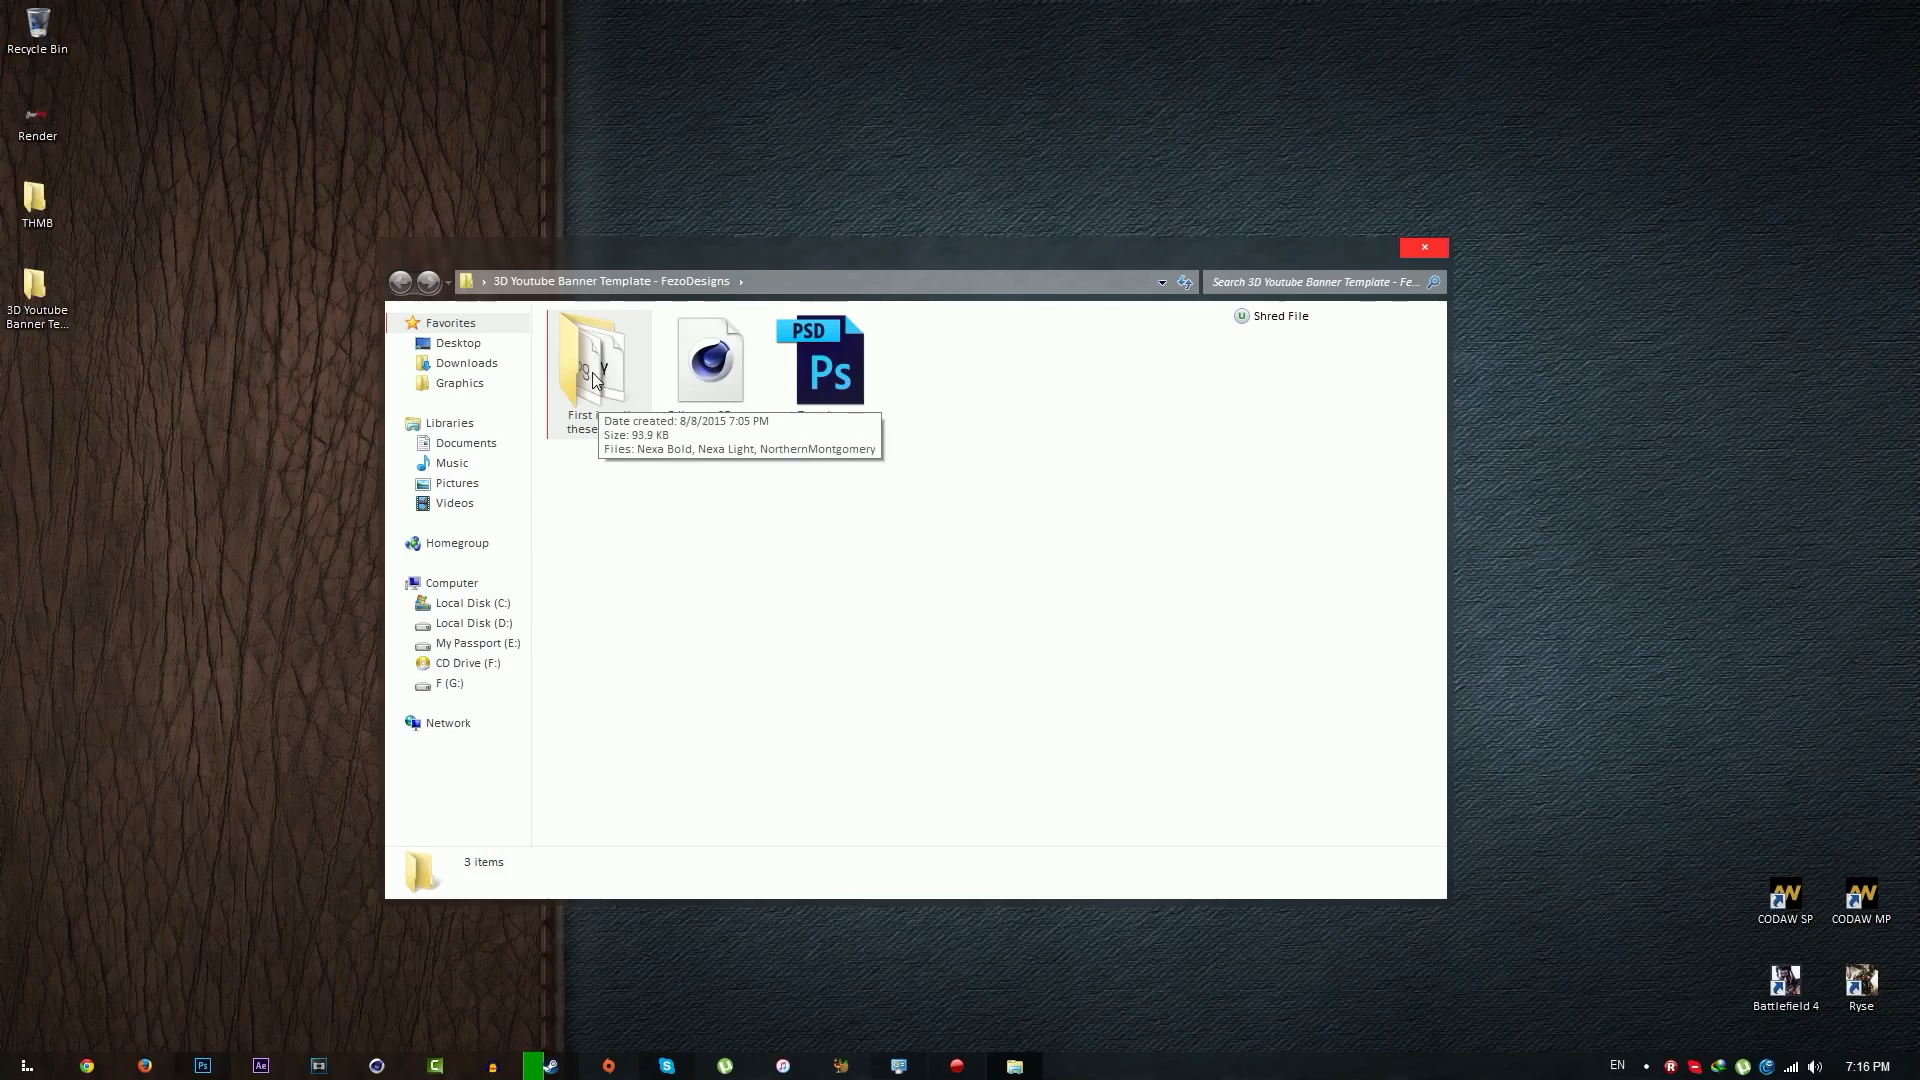 Recycle Bin
Render
THMB
3D Youtube
Banner Te...
×
3D Youtube Banner Template - FezoDesigns
Search 3D Youtube Banner Template - Fe...
Favorites
Desktop
Downloads
Graphics
Libraries
Documents
Music
Pictures
Videos
Homegroup
Computer
Local Disk (C:)
Local Disk (D:)
My Passport (E:)
CD Drive (F:)
F (G:)
Network
First
these
PSD
Ps
Shred File
Date created: 8/8/2015 7:05 PM
Size: 93.9 KB
Files: Nexa Bold, Nexa Light, NorthernMontgomery
3 items
CODAW SP
CODAW MP
Battlefield 4
Ryse
Ps
Ae
EN
7:16 PM